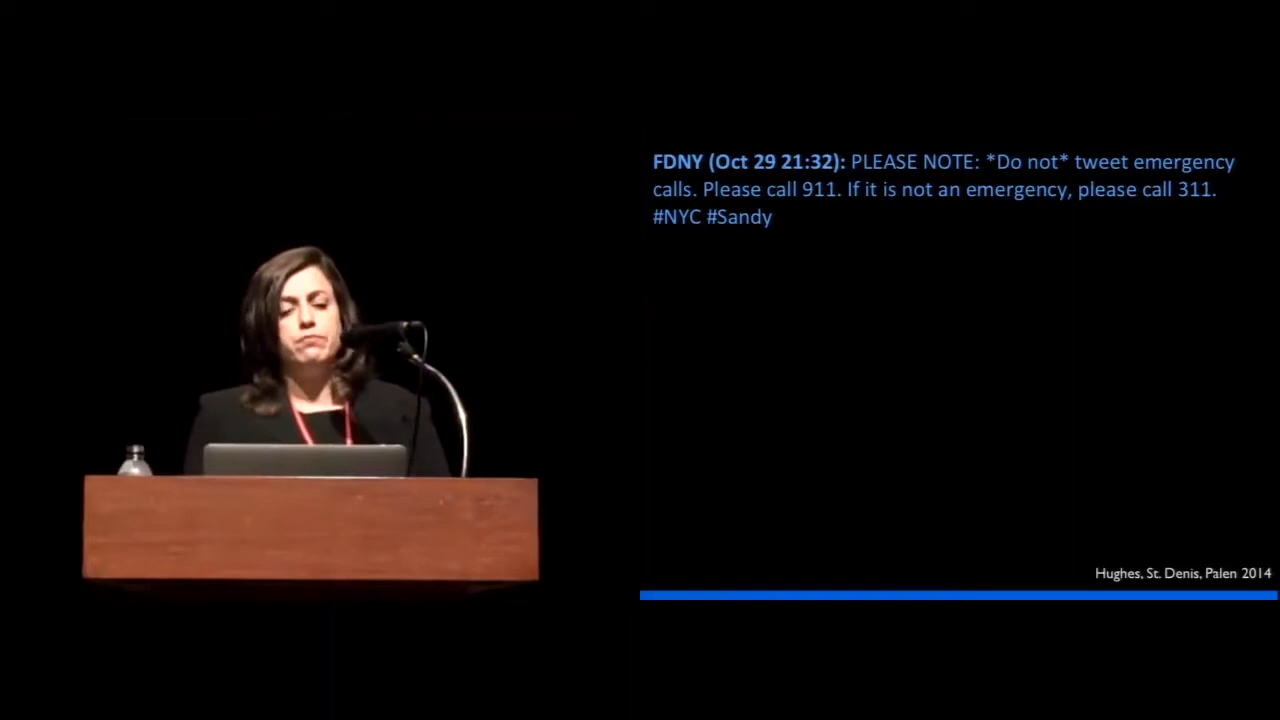 FDNY (Oct 29 21:32): PLEASE NOTE: *Do not* tweet emergency
calls. Please call 911. If it is not an emergency, please call 311.
#NYC #Sandy
Hughes, St. Denis, Palen 2014